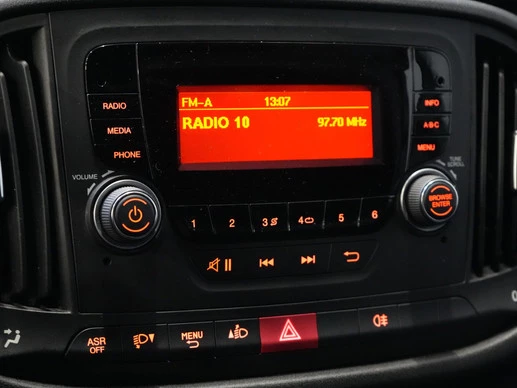 FM-A 13:07
RADIO 10 97.70 MHz
RADIO
MEDIA
PHONE
INFO
A·B·C
MENU
VOLUME
TUNE
SCROLL
BROWSE
ENTER
1 2 3 4 5 6
ASR
OFF
MENU